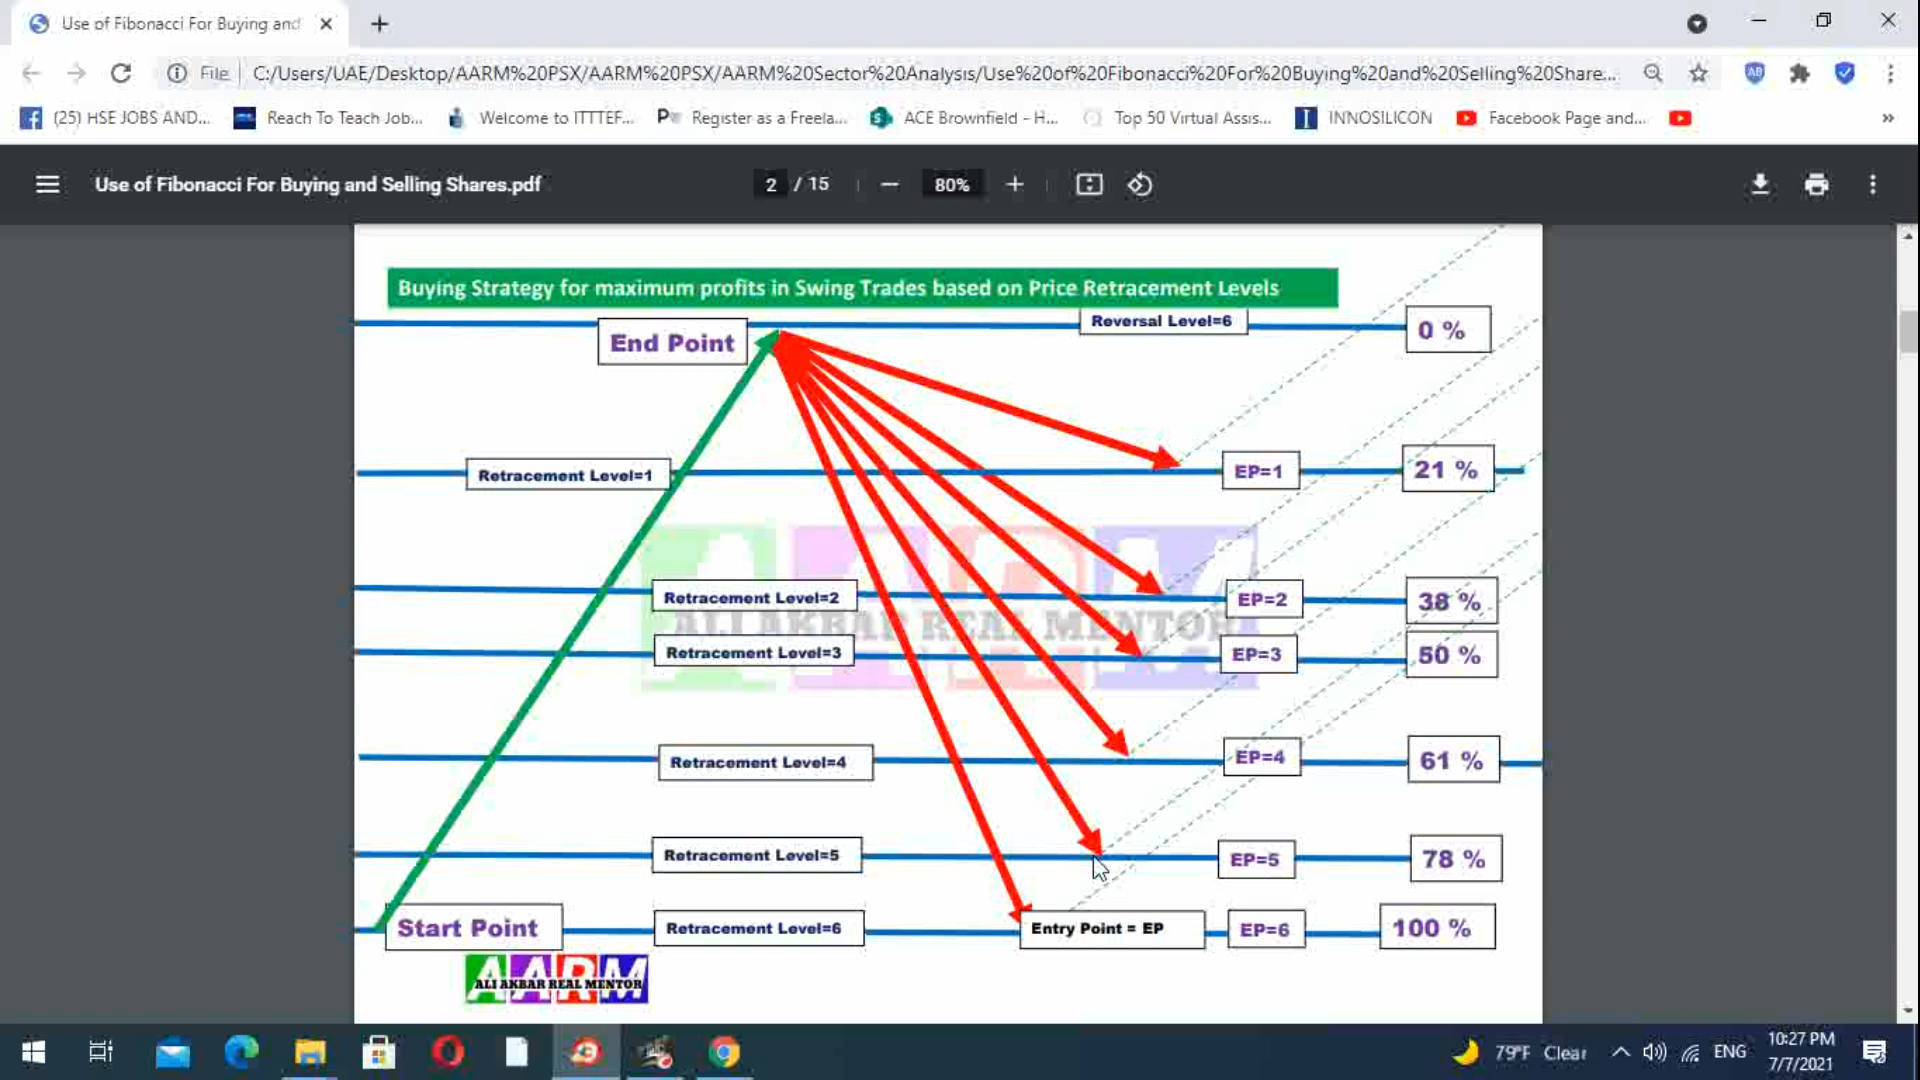 Use of Fibonacci For Buying and
File
C:/Users/UAE/Desktop/AARM%20PSX/AARM%20PSX/AARM%20Sector%20Analysis/Use%20of%20Fibonacci%20For%20Buying%20and%20Selling%20Share...
(25) HSE JOBS AND...
Reach To Teach Job...
Welcome to ITTTEF...
Register as a Freela...
ACE Brownfield - H...
Top 50 Virtual Assis...
INNOSILICON
Facebook Page and...
Use of Fibonacci For Buying and Selling Shares.pdf
2 / 15
80%
Buying Strategy for maximum profits in Swing Trades based on Price Retracement Levels
End Point
Reversal Level=6
0 %
Retracement Level=1
EP=1
21 %
AARM
Retracement Level=2
EP=2
38 %
ALI AKBAR REAL MENTOR
Retracement Level=3
EP=3
50 %
Retracement Level=4
EP=4
61 %
Retracement Level=5
EP=5
78 %
Start Point
Retracement Level=6
Entry Point = EP
EP=6
100 %
AARM
ALI AKBAR REAL MENTOR
79°F Clear
ENG
10:27 PM
7/7/2021